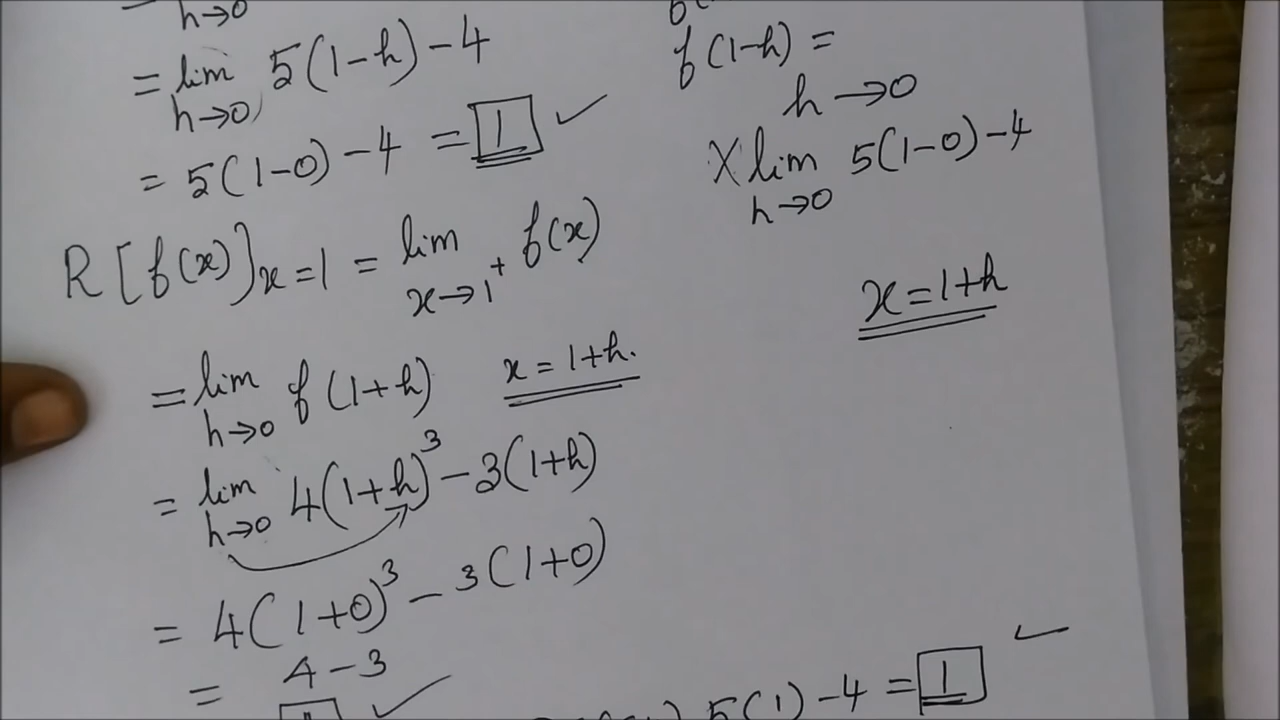 h→0
= lim 5(1-h) - 4
h→0
= 5(1-0) - 4 = 1 ✓
R[f(x)]x=1 = lim f(x)
x→1⁺
= lim f(1+h) x = 1+h.
h→0
= lim 4(1+h)³ - 3(1+h)
h→0
= 4(1+0)³ - 3(1+0)
= 4 - 3
✓
f(1-h) =
h→0
X lim 5(1-0) - 4
h→0
x = 1+h
5(1) - 4 = 1 ✓